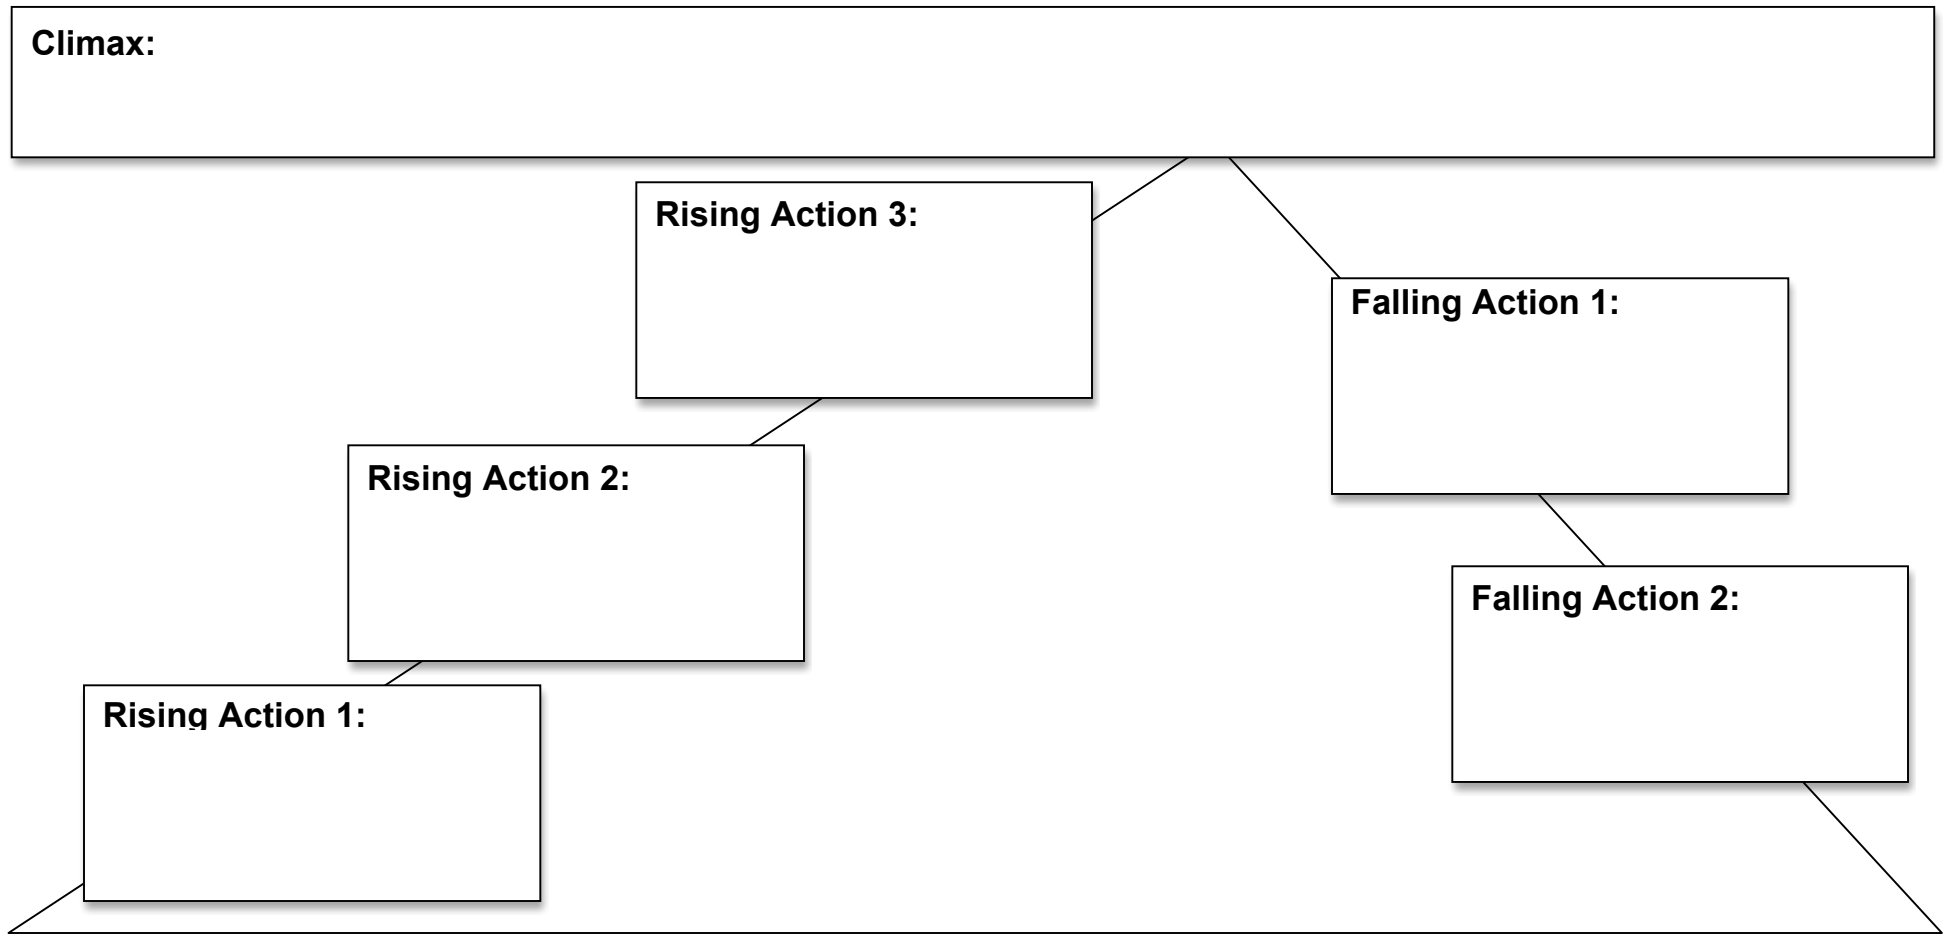 Climax:
Rising Action 3:
Falling Action 1:
Rising Action 2:
Falling Action 2:
Rising Action 1: